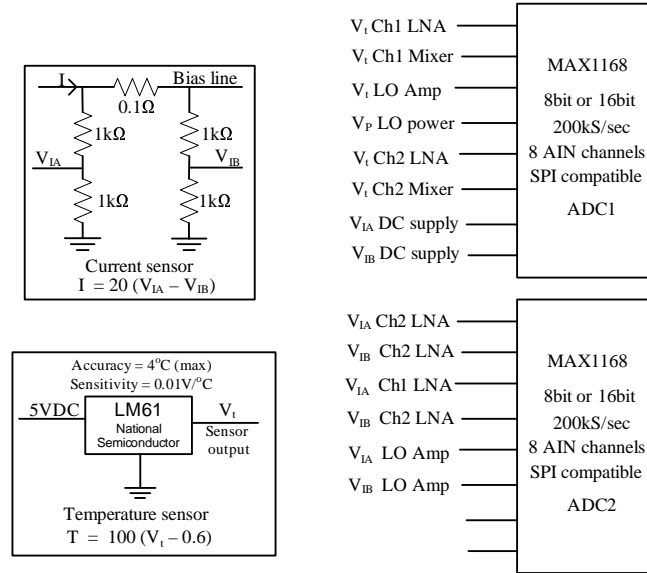 I
Bias line
0.1Ω
1kΩ
1kΩ
V_IA
V_IB
1kΩ
1kΩ
Current sensor
I = 20 (V_IA – V_IB)
Accuracy = 4°C (max)
Sensitivity = 0.01V/°C
5VDC
LM61
National
Semiconductor
V_t
Sensor
output
Temperature sensor
T = 100 (V_t – 0.6)
V_t Ch1 LNA
V_t Ch1 Mixer
V_t LO Amp
V_P LO power
V_t Ch2 LNA
V_t Ch2 Mixer
V_IA DC supply
V_IB DC supply
MAX1168
8bit or 16bit
200kS/sec
8 AIN channels
SPI compatible
ADC1
V_IA Ch2 LNA
V_IB Ch2 LNA
V_IA Ch1 LNA
V_IB Ch2 LNA
V_IA LO Amp
V_IB LO Amp
MAX1168
8bit or 16bit
200kS/sec
8 AIN channels
SPI compatible
ADC2